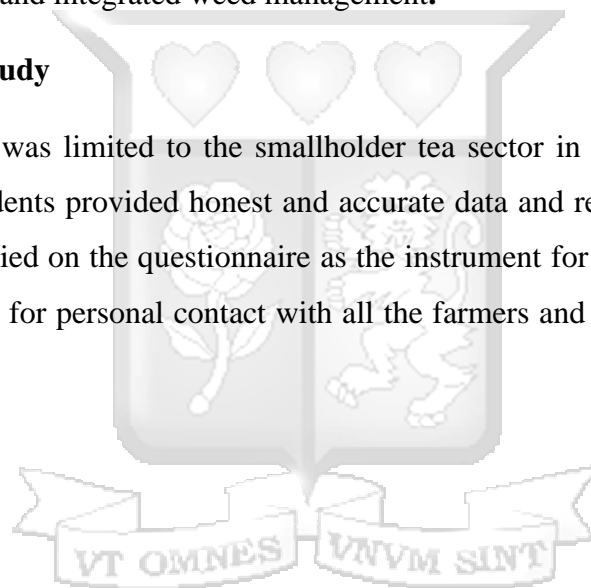 and integrated weed management.
udy
was limited to the smallholder tea sector in
dents provided honest and accurate data and re
ied on the questionnaire as the instrument for
for personal contact with all the farmers and
VT OMNES VNVM SINT